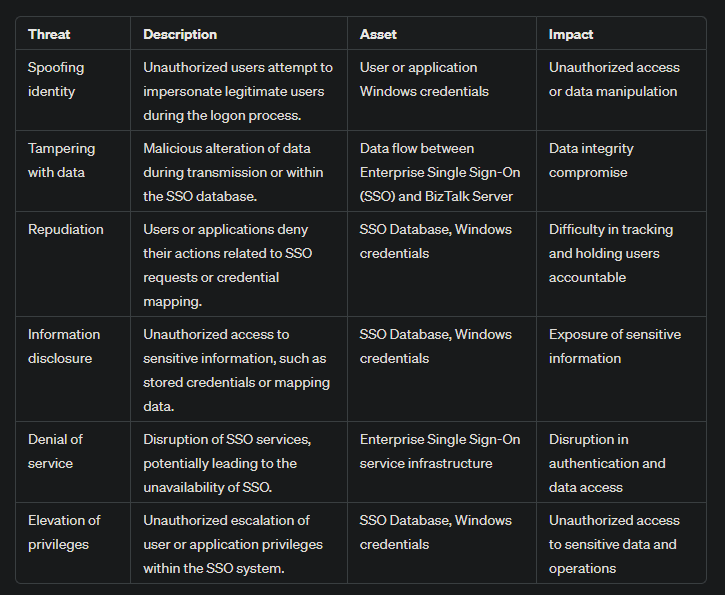 Threat Description Asset Impact
Spoofing identity
Unauthorized users attempt to
impersonate legitimate users
during the logon process.
User or application
Windows credentials
Unauthorized access
or data manipulation
Tampering
with data
Malicious alteration of data
during transmission or within
the SSO database.
Data flow between
Enterprise Single Sign-On
(SSO) and BizTalk Server
Data integrity
compromise
Repudiation
Users or applications deny
their actions related to SSO
requests or credential
mapping.
SSO Database, Windows
credentials
Difficulty in tracking
and holding users
accountable
Information
disclosure
Unauthorized access to
sensitive information, such as
stored credentials or mapping
data.
SSO Database, Windows
credentials
Exposure of sensitive
information
Denial of
service
Disruption of SSO services,
potentially leading to the
unavailability of SSO.
Enterprise Single Sign-On
service infrastructure
Disruption in
authentication and
data access
Elevation of
privileges
Unauthorized escalation of
user or application privileges
within the SSO system.
SSO Database, Windows
credentials
Unauthorized access
to sensitive data and
operations